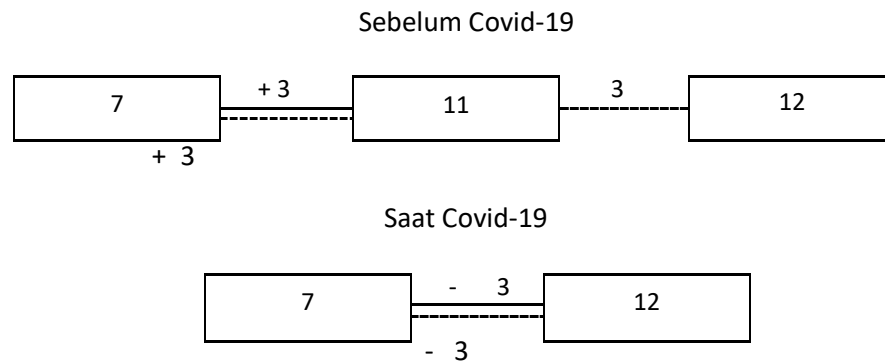 Sebelum Covid-19
+ 3 3
7 11 12
+ 3
Saat Covid-19
- 3
7 12
- 3